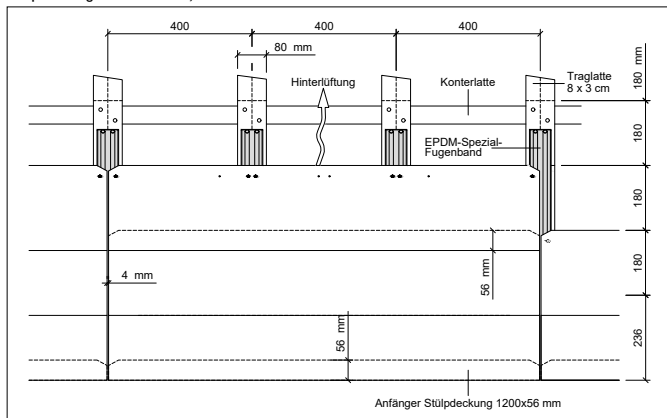 400 400 400
80 mm
Hinterlüftung
Konterlatte
Traglatte
8 x 3 cm
180 mm
EPDM-Spezial-
Fugenband
180
180
180
4 mm
56 mm
56 mm
236
Anfänger Stülpdeckung 1200x56 mm